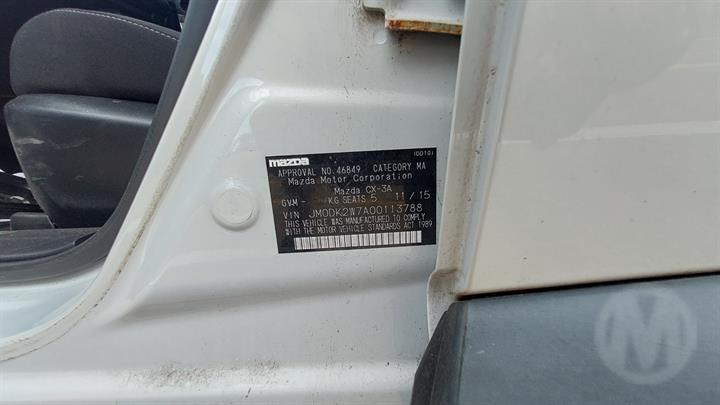 mazda
(0010)
APPROVAL NO.46849 CATEGORY MA
Mazda Motor Corporation
Mazda CX-3A
GVM - KG SEATS 5 11/15
VIN JM0DK2W7A00113788
THIS VEHICLE WAS MANUFACTURED TO COMPLY
WITH THE MOTOR VEHICLE STANDARDS ACT 1989
M